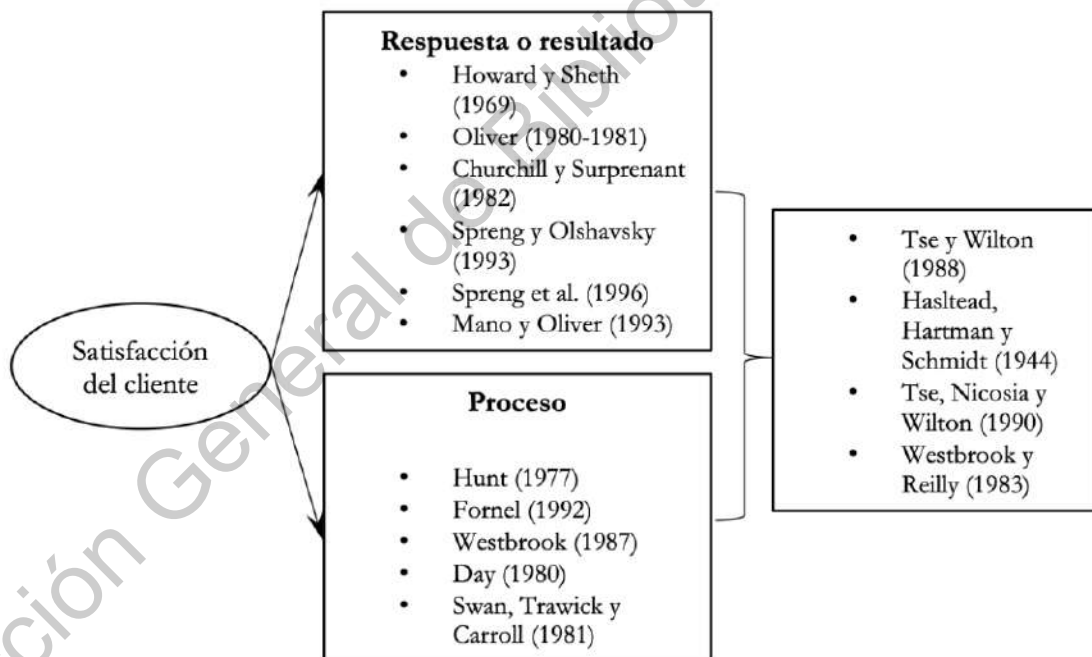 Satisfacción
del cliente
Respuesta o resultado
• Howard y Sheth
(1969)
• Oliver (1980-1981)
• Churchill y Surprenant
(1982)
• Spreng y Olshavsky
(1993)
• Spreng et al. (1996)
• Mano y Oliver (1993)
Proceso
• Hunt (1977)
• Fornel (1992)
• Westbrook (1987)
• Day (1980)
• Swan, Trawick y
Carroll (1981)
• Tse y Wilton
(1988)
• Hasltead,
Hartman y
Schmidt (1944)
• Tse, Nicosia y
Wilton (1990)
• Westbrook y
Reilly (1983)
General de